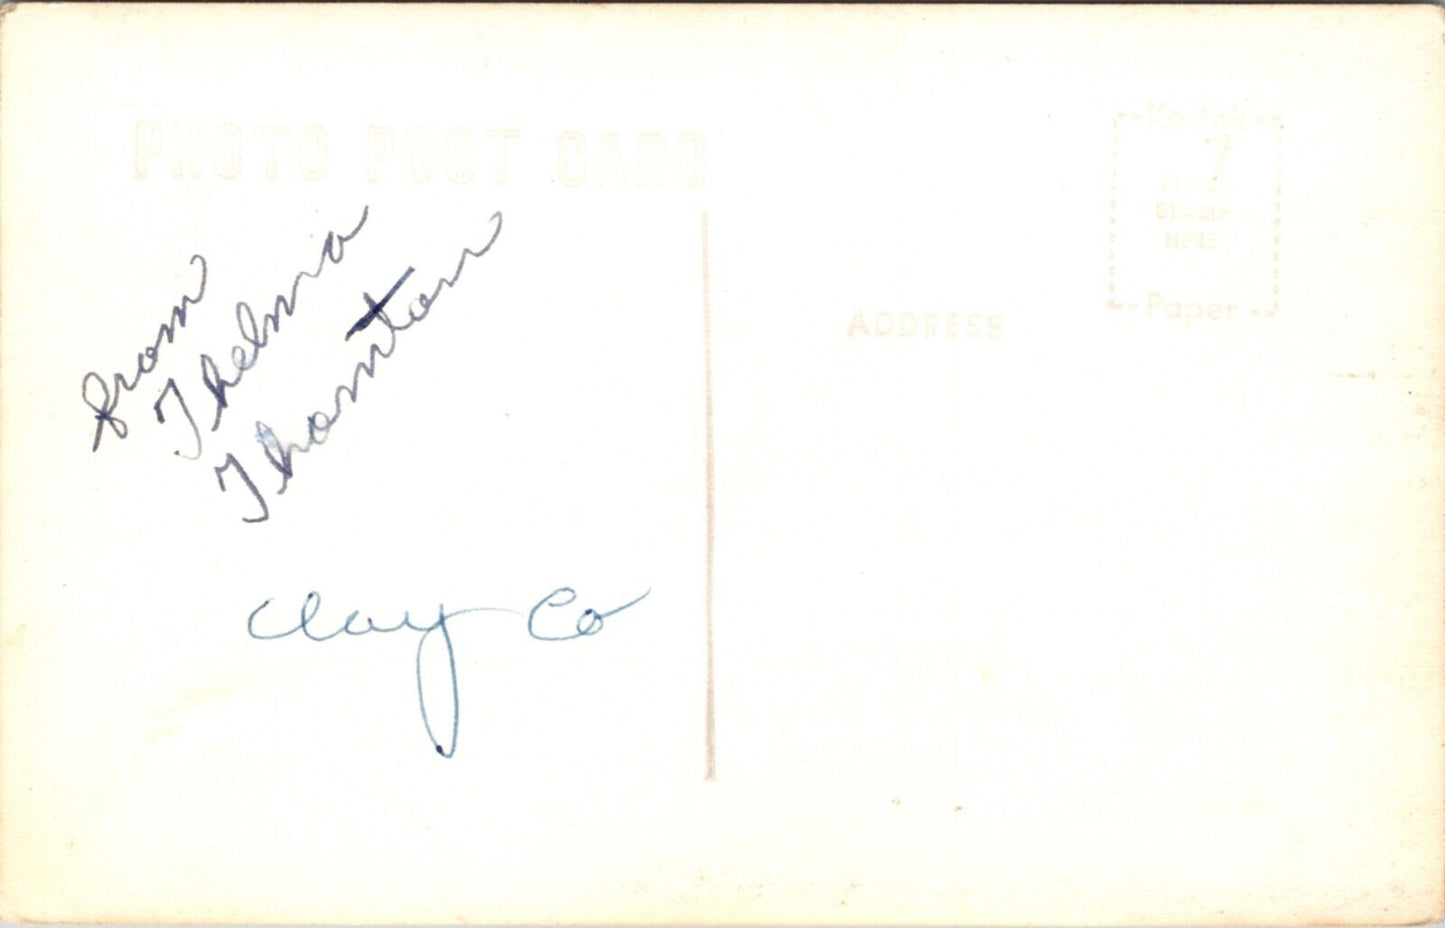 PHOTO POST CARD
Kodak
PLACE
STAMP
HERE
Paper
ADDRESS
from
Thelma
Thornton
Clay Co